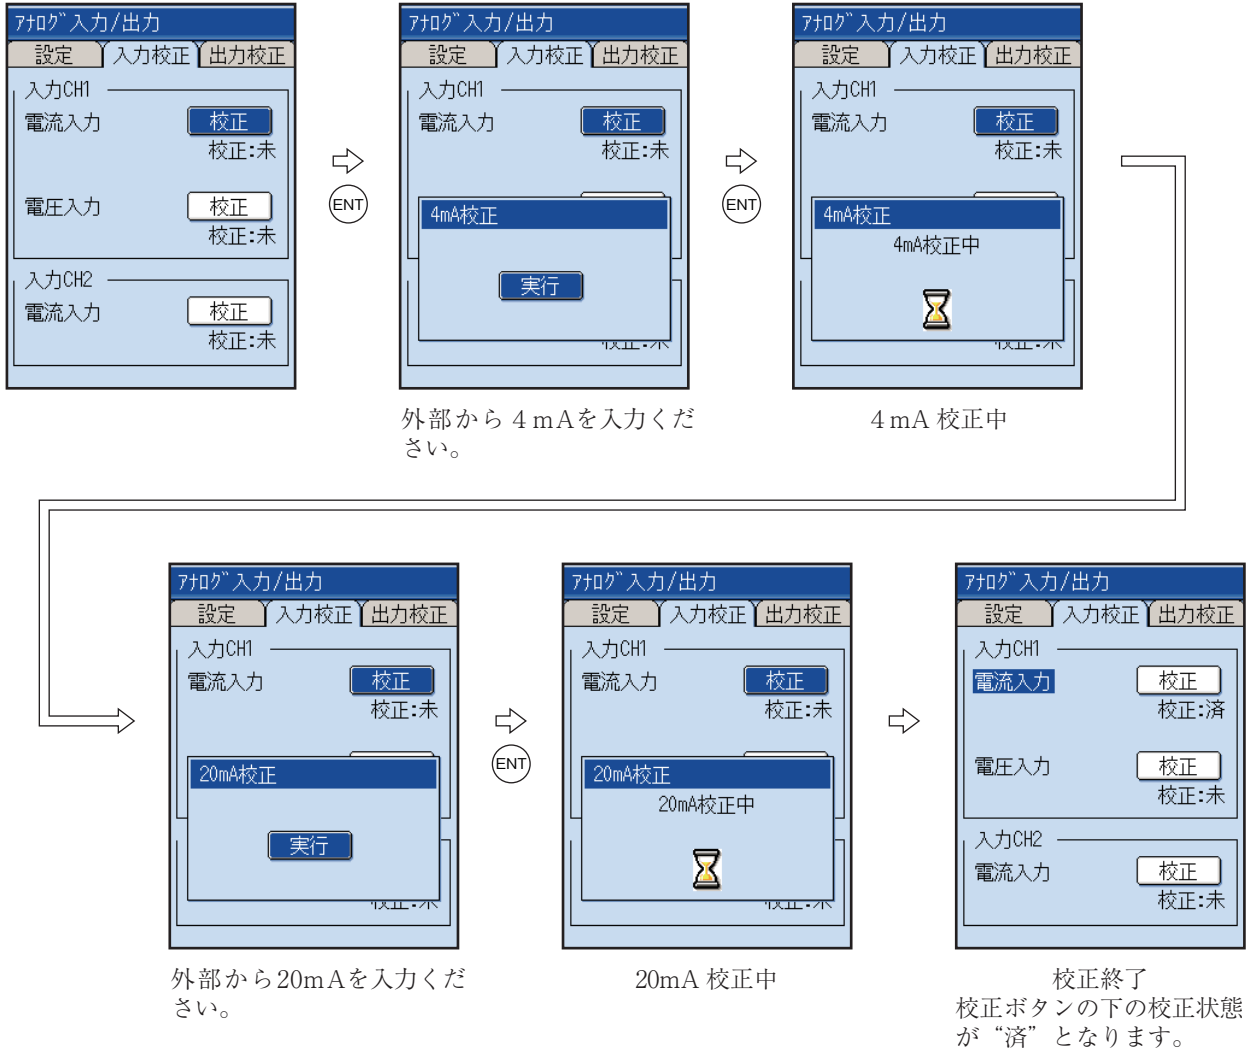 ｱﾅﾛｸﾞ入力/出力
設定 入力校正 出力校正
入力CH1
電流入力 校正
校正:未
電圧入力 校正
校正:未
入力CH2
電流入力 校正
校正:未
ENT
ｱﾅﾛｸﾞ入力/出力
設定 入力校正 出力校正
入力CH1
電流入力 校正
校正:未
4mA校正
実行
校正:未
外部から４mAを入力くだ
さい。
ENT
ｱﾅﾛｸﾞ入力/出力
設定 入力校正 出力校正
入力CH1
電流入力 校正
校正:未
4mA校正
4mA校正中
校正:未
４mA 校正中
ｱﾅﾛｸﾞ入力/出力
設定 入力校正 出力校正
入力CH1
電流入力 校正
校正:未
20mA校正
実行
校正:未
外部から20mAを入力くだ
さい。
ENT
ｱﾅﾛｸﾞ入力/出力
設定 入力校正 出力校正
入力CH1
電流入力 校正
校正:未
20mA校正
20mA校正中
校正:未
20mA 校正中
ｱﾅﾛｸﾞ入力/出力
設定 入力校正 出力校正
入力CH1
電流入力 校正
校正:済
電圧入力 校正
校正:未
入力CH2
電流入力 校正
校正:未
校正終了
校正ボタンの下の校正状態
が“済”となります。